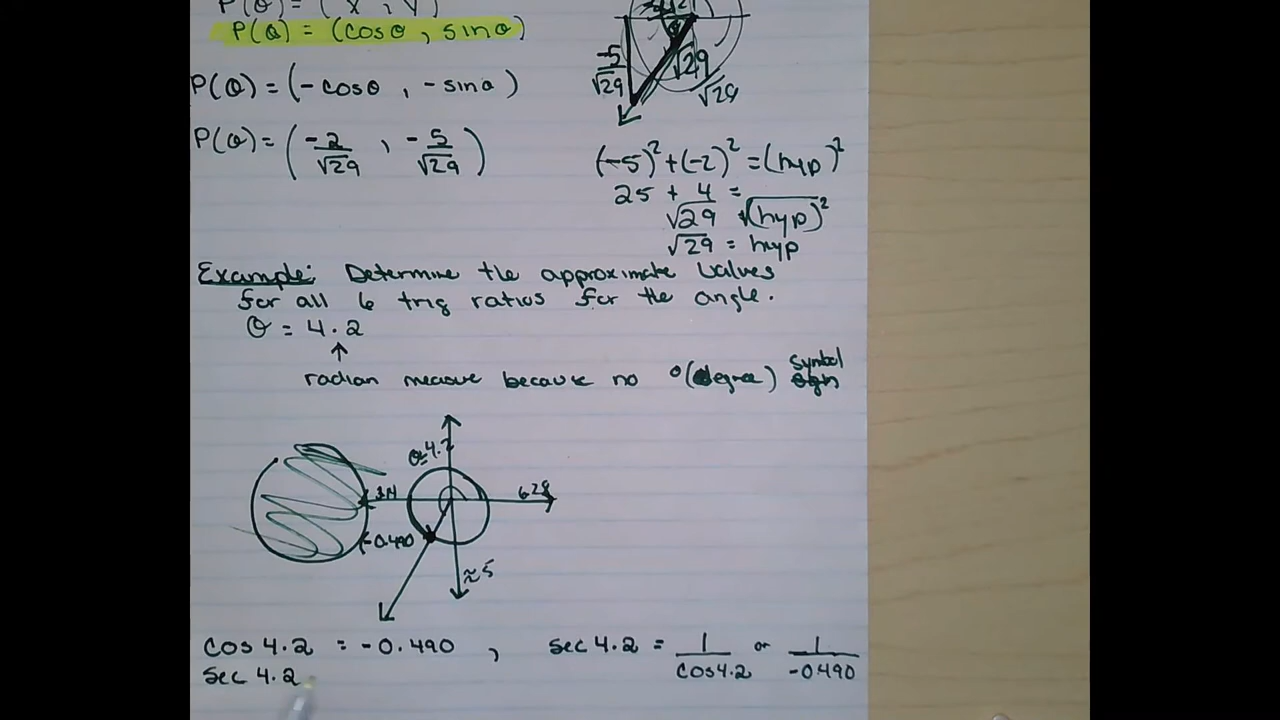 P(θ) = (x, y)
P(θ) = (cosθ, sinθ)
P(θ) = (-cosθ, -sinθ)
P(θ) = (-2/√29, -5/√29)
-5/√29
√29
√29
θ
(-5)² + (-2)² = (hyp)²
25 + 4 =
√29 √(hyp)²
√29 = hyp
Example: Determine the approximate values
for all 6 trig ratios for the angle.
θ = 4.2
↑
radian measure because no °(degree) symbol
θ=4.2
3.14
6.28
(-0.490
≈5
cos 4.2 = -0.490, sec 4.2 = 1/cos4.2 or 1/-0.490
sec 4.2